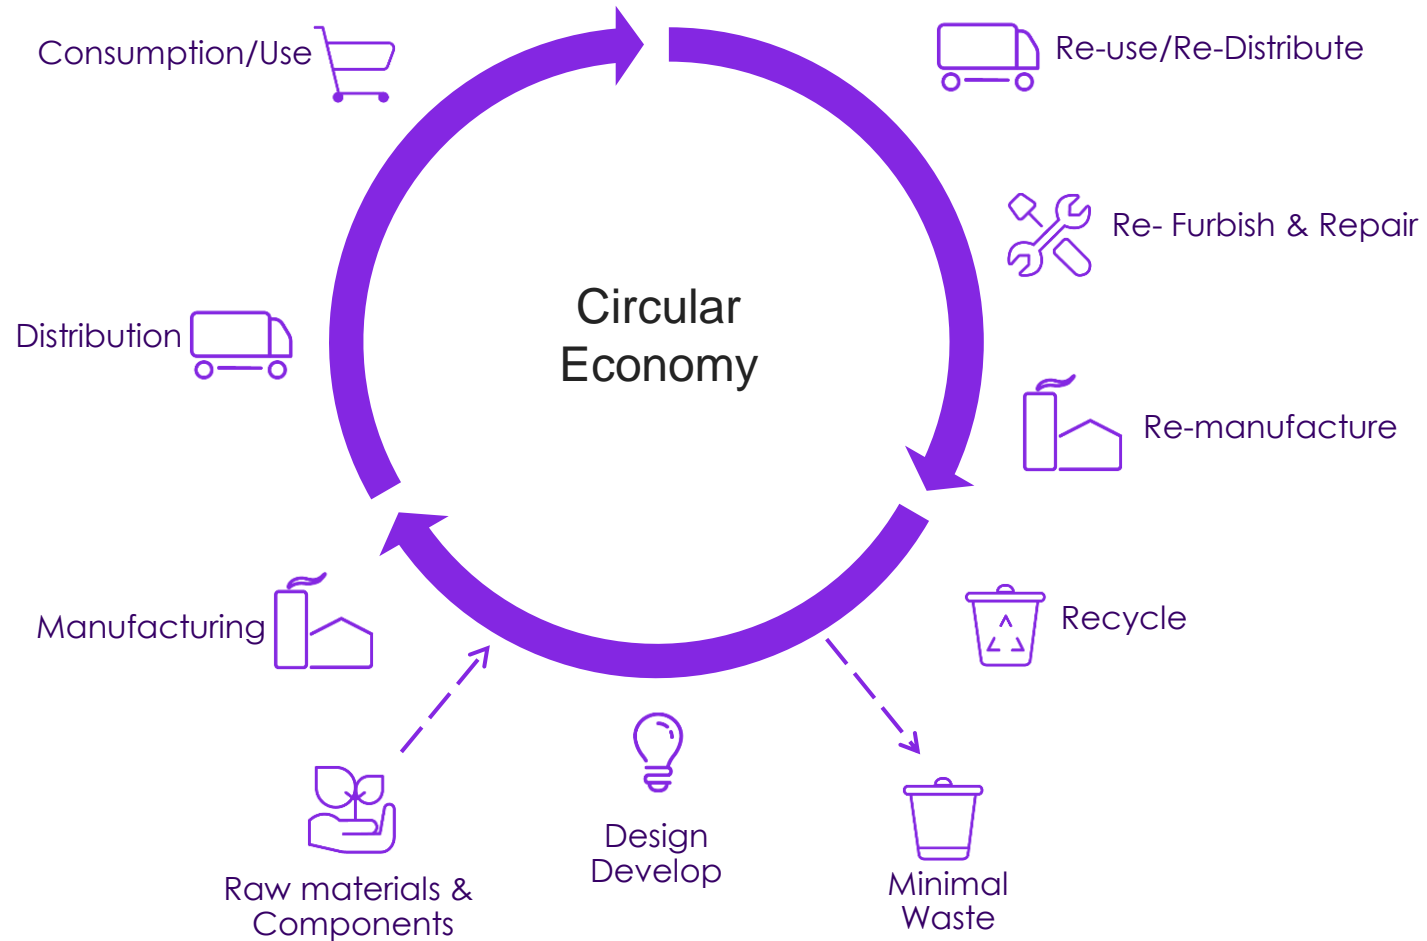 Consumption/Use
Re-use/Re-Distribute
Re- Furbish & Repair
Circular
Economy
Distribution
Re-manufacture
Manufacturing
Recycle
Design
Develop
Raw materials &
Components
Minimal
Waste